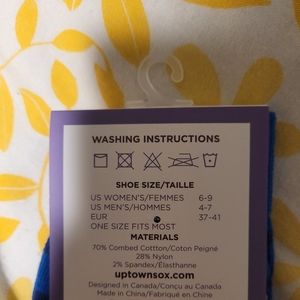 WASHING INSTRUCTIONS
SHOE SIZE/TAILLE
US WOMEN'S/FEMMES 6-9
US MEN'S/HOMMES 4-7
EUR 37-41
ONE SIZE FITS MOST
MATERIALS
70% Combed Cottton/Coton Peigné
28% Nylon
2% Spandex/Élasthanne
uptownsox.com
Designed in Canada/Conçu au Canada
Made in China/Fabriqué en Chine